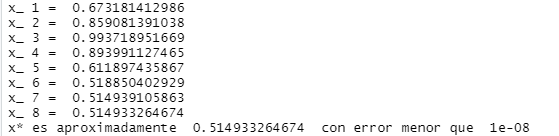 x_ 1 =  0.673181412986
x_ 2 =  0.859081391038
x_ 3 =  0.993718951669
x_ 4 =  0.893991127465
x_ 5 =  0.611897435867
x_ 6 =  0.518850402929
x_ 7 =  0.514939105863
x_ 8 =  0.514933264674
x* es aproximadamente  0.514933264674  con error menor que  1e-08